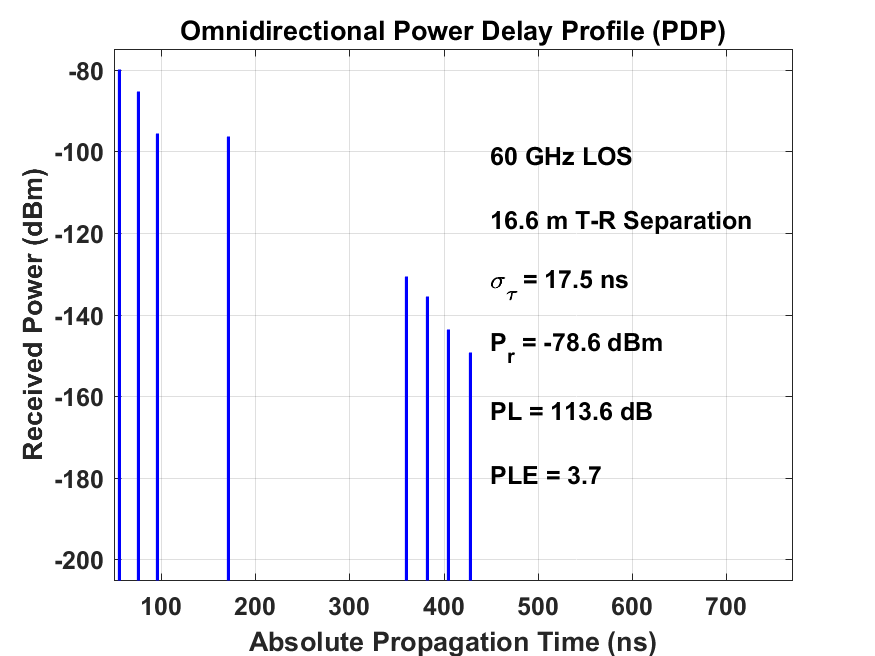 Omnidirectional Power Delay Profile (PDP)
-80
-100
-120
-140
-160
-180
-200
Received Power (dBm)
60 GHz LOS
16.6 m T-R Separation
σ_τ = 17.5 ns
P_r = -78.6 dBm
PL = 113.6 dB
PLE = 3.7
100 200 300 400 500 600 700
Absolute Propagation Time (ns)